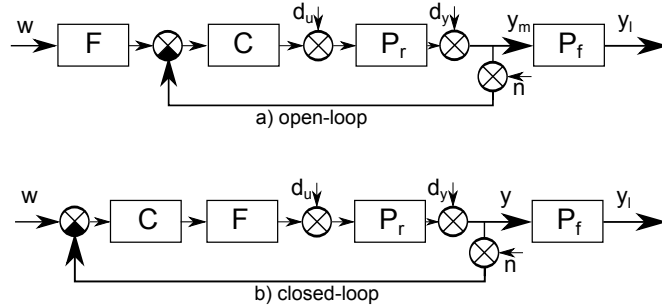 w F C d_u P_r d_y y_m P_f y_l
n
a) open-loop
w C F d_u P_r d_y y P_f y_l
n
b) closed-loop